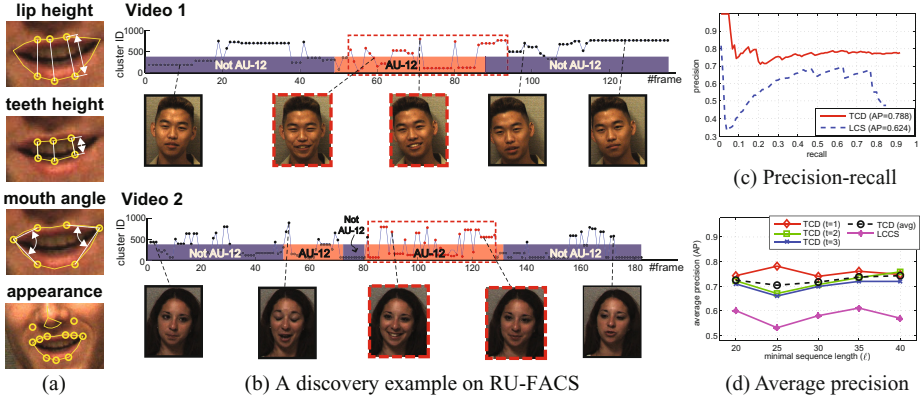 lip height
teeth height
mouth angle
appearance
(a)
Video 1
cluster ID
1000
500
0
Not AU-12
AU-12
Not AU-12
0
20
40
60
80
100
120
#frame
Video 2
cluster ID
1000
500
0
Not AU-12
AU-12
Not
AU-12
AU-12
Not AU-12
0
20
40
60
80
100
120
140
160
180
#frame
(b) A discovery example on RU-FACS
precision
1
0.9
0.8
0.7
0.6
0.5
0.4
0.3
TCD (AP=0.788)
LCS (AP=0.624)
0
0.1
0.2
0.3
0.4
0.5
0.6
0.7
0.8
0.9
1
recall
(c) Precision-recall
TCD (t=1)
TCD (t=2)
TCD (t=3)
TCD (avg)
LCCS
average precision (AP)
0.9
0.8
0.7
0.6
0.5
20
25
30
35
40
minimal sequence length (ℓ)
(d) Average precision